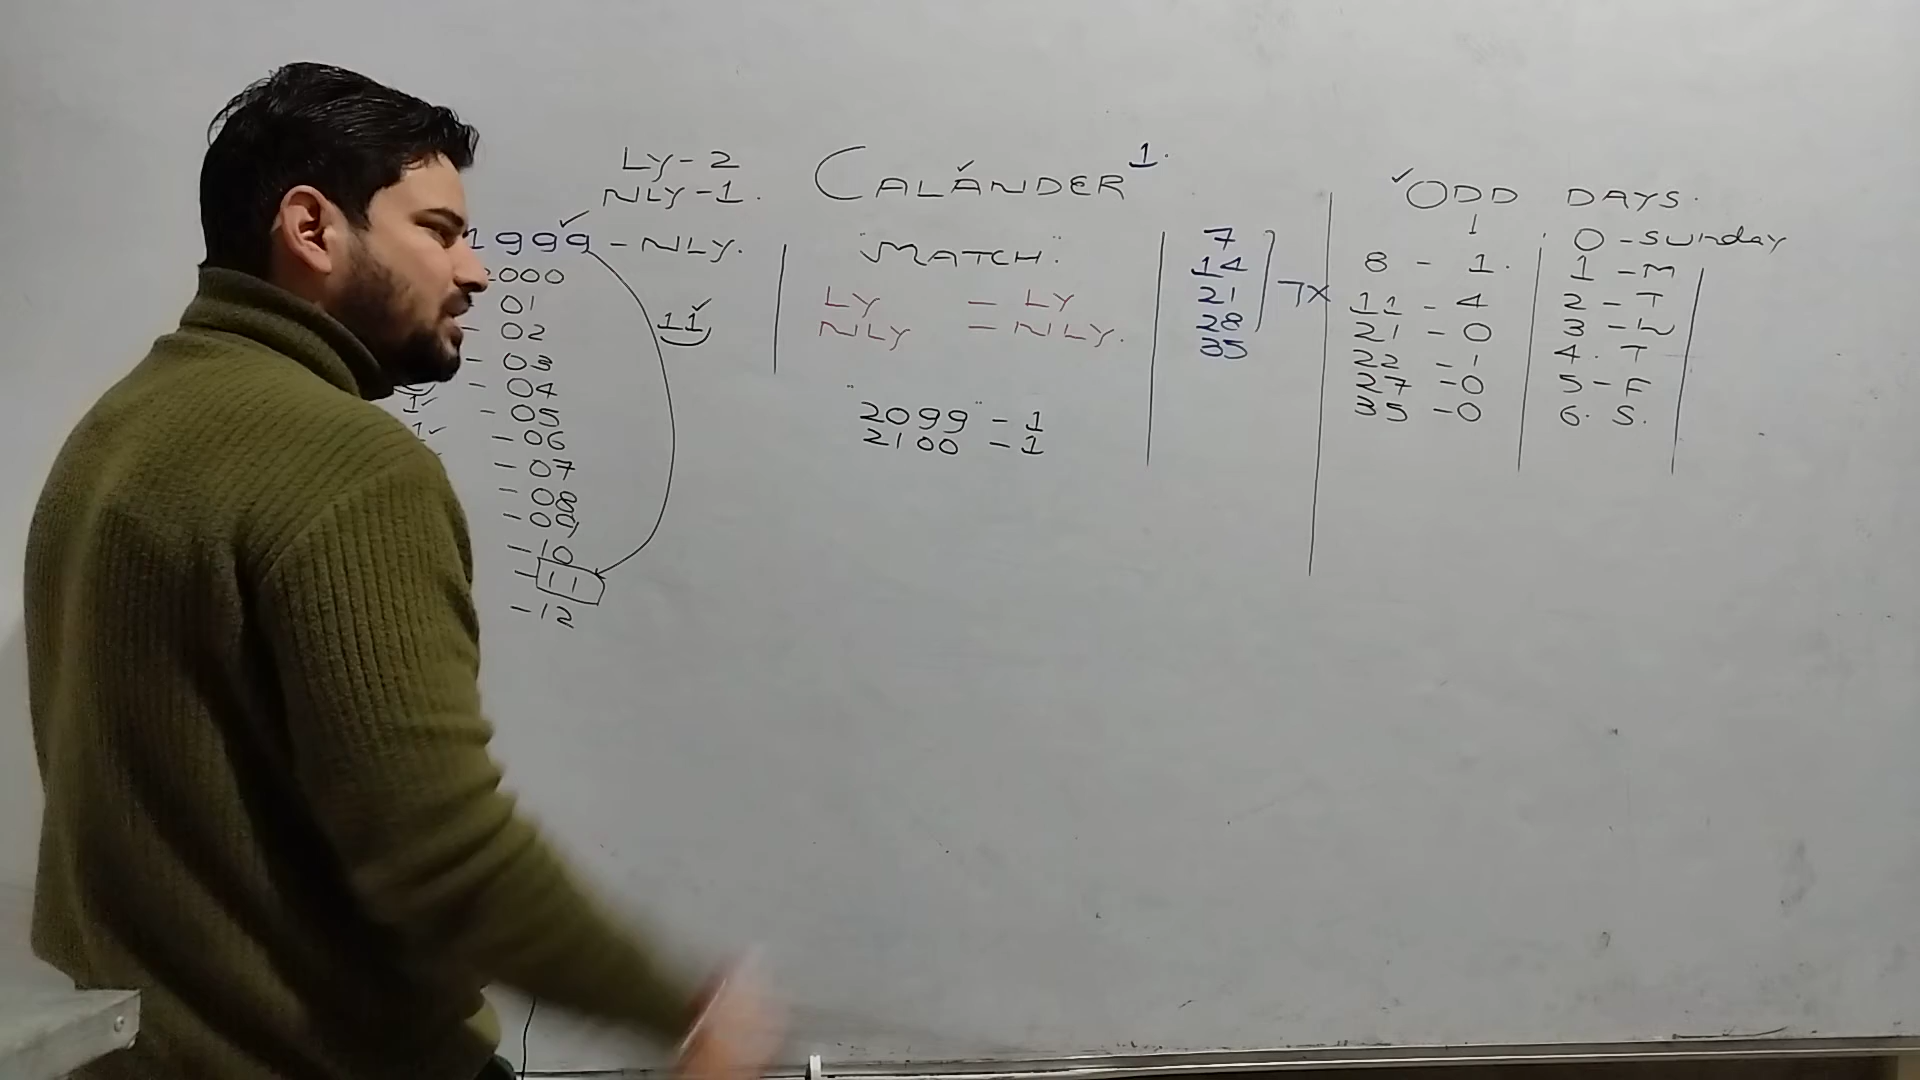 LY-2
NLY-1.
CALANDER 1.
1999 - NLY.
2000
01
- 02
- 03
- 04
- 05
- 06
- 07
- 08
- 09
- 10
- 11
- 12
1
1
11
"MATCH."
LY - LY
NLY - NLY.
"2099" - 1
2100 - 1
7
14
21
28
35
7x
ODD DAYS.
1
8 - 1.
11 - 4
21 - 0
22 - 1
27 - 0
35 - 0
0 - Sunday
1 - M
2 - T
3 - W
4. T
5 - F
6. S.